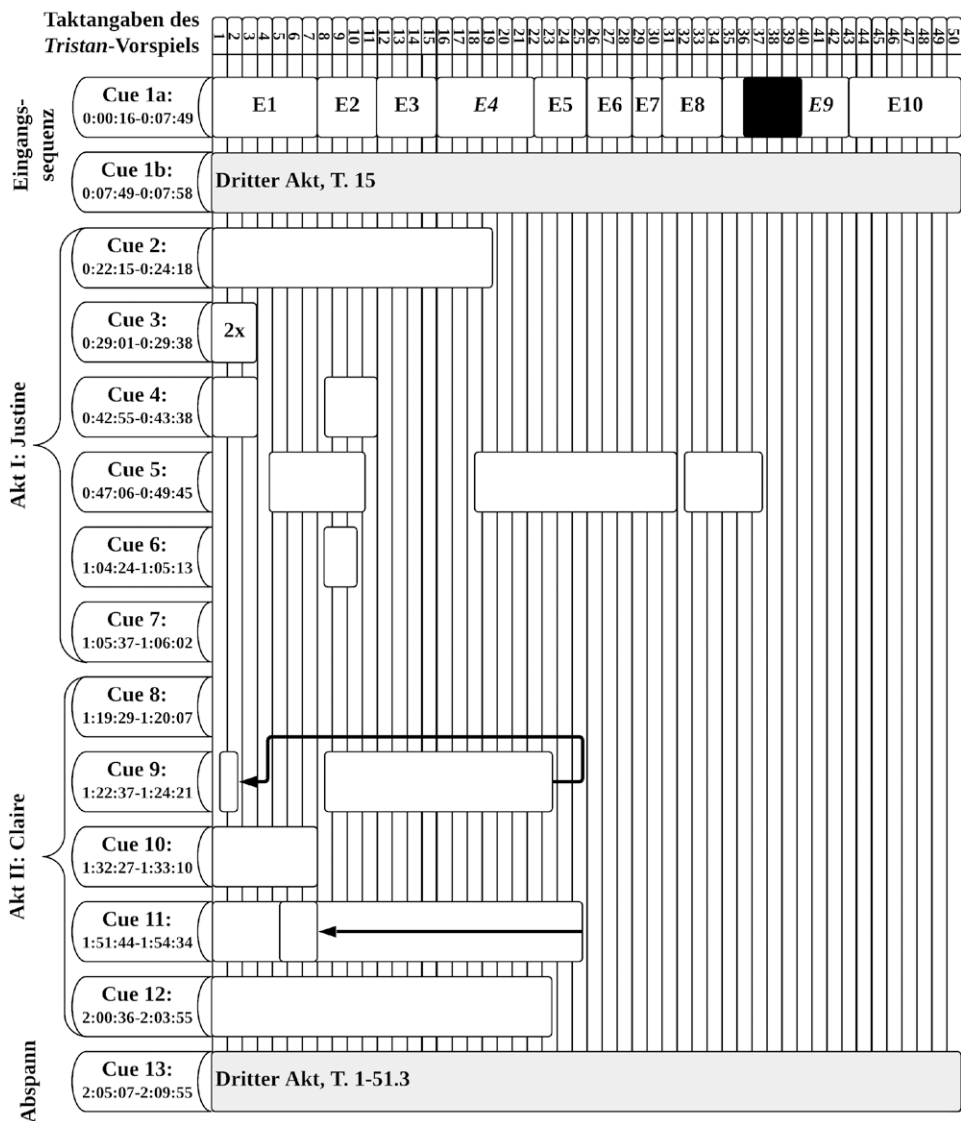 Taktangaben des
Tristan-Vorspiels
1 2 3 4 5 6 7 8 9 10 11 12 13 14 15 16 17 18 19 20 21 22 23 24 25 26 27 28 29 30 31 32 33 34 35 36 37 38 39 40 41 42 43 44 45 46 47 48 49 50
Eingangs-
sequenz
Cue 1a:
0:00:16-0:07:49
E1 E2 E3 E4 E5 E6 E7 E8 E9 E10
Cue 1b:
0:07:49-0:07:58
Dritter Akt, T. 15
Akt I: Justine
Cue 2:
0:22:15-0:24:18
Cue 3:
0:29:01-0:29:38
2x
Cue 4:
0:42:55-0:43:38
Cue 5:
0:47:06-0:49:45
Cue 6:
1:04:24-1:05:13
Cue 7:
1:05:37-1:06:02
Akt II: Claire
Cue 8:
1:19:29-1:20:07
Cue 9:
1:22:37-1:24:21
Cue 10:
1:32:27-1:33:10
Cue 11:
1:51:44-1:54:34
Cue 12:
2:00:36-2:03:55
Abspann
Cue 13:
2:05:07-2:09:55
Dritter Akt, T. 1-51.3